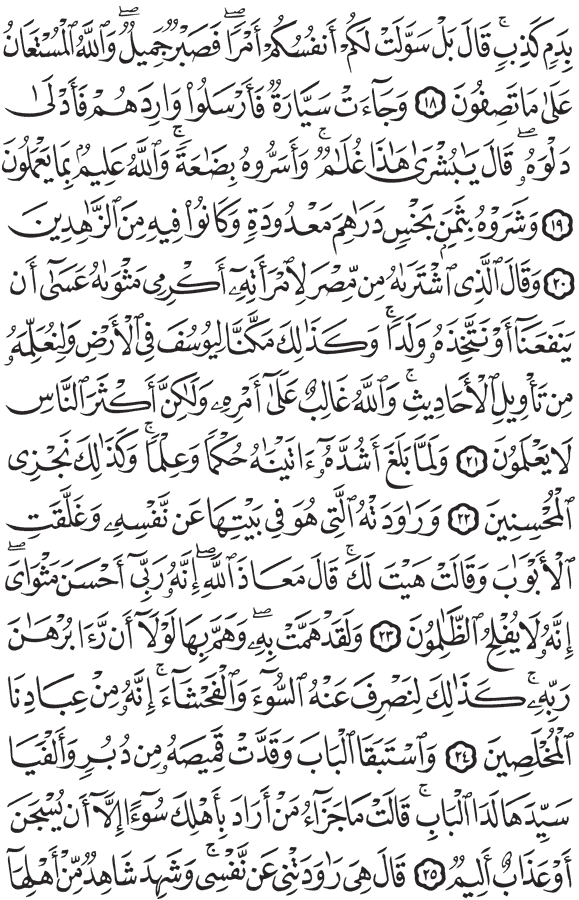 بِدَمٍ كَذِبٍۚ قَالَ بَلْ سَوَّلَتْ لَكُمْ أَنفُسُكُمْ أَمْرًاۖ فَصَبْرٌ جَمِيلٌۖ وَٱللَّهُ ٱلْمُسْتَعَانُ
عَلَىٰ مَا تَصِفُونَ ۝١٨ وَجَآءَتْ سَيَّارَةٌ فَأَرْسَلُوا۟ وَارِدَهُمْ فَأَدْلَىٰ
دَلْوَهُۥۖ قَالَ يَٰبُشْرَىٰ هَٰذَا غُلَٰمٌۚ وَأَسَرُّوهُ بِضَٰعَةًۚ وَٱللَّهُ عَلِيمٌۢ بِمَا يَعْمَلُونَ
۝١٩ وَشَرَوْهُ بِثَمَنٍۭ بَخْسٍ دَرَٰهِمَ مَعْدُودَةٍ وَكَانُوا۟ فِيهِ مِنَ ٱلزَّٰهِدِينَ
۝٢٠ وَقَالَ ٱلَّذِى ٱشْتَرَىٰهُ مِن مِّصْرَ لِٱمْرَأَتِهِۦٓ أَكْرِمِى مَثْوَىٰهُ عَسَىٰٓ أَن
يَنفَعَنَآ أَوْ نَتَّخِذَهُۥ وَلَدًاۚ وَكَذَٰلِكَ مَكَّنَّا لِيُوسُفَ فِى ٱلْأَرْضِ وَلِنُعَلِّمَهُۥ
مِن تَأْوِيلِ ٱلْأَحَادِيثِۚ وَٱللَّهُ غَالِبٌ عَلَىٰٓ أَمْرِهِۦ وَلَٰكِنَّ أَكْثَرَ ٱلنَّاسِ
لَا يَعْلَمُونَ ۝٢١ وَلَمَّا بَلَغَ أَشُدَّهُۥٓ ءَاتَيْنَٰهُ حُكْمًا وَعِلْمًاۚ وَكَذَٰلِكَ نَجْزِى
ٱلْمُحْسِنِينَ ۝٢٢ وَرَٰوَدَتْهُ ٱلَّتِى هُوَ فِى بَيْتِهَا عَن نَّفْسِهِۦ وَغَلَّقَتِ
ٱلْأَبْوَٰبَ وَقَالَتْ هَيْتَ لَكَۚ قَالَ مَعَاذَ ٱللَّهِۖ إِنَّهُۥ رَبِّىٓ أَحْسَنَ مَثْوَاىَۖ
إِنَّهُۥ لَا يُفْلِحُ ٱلظَّٰلِمُونَ ۝٢٣ وَلَقَدْ هَمَّتْ بِهِۦۖ وَهَمَّ بِهَا لَوْلَآ أَن رَّءَا بُرْهَٰنَ
رَبِّهِۦۚ كَذَٰلِكَ لِنَصْرِفَ عَنْهُ ٱلسُّوٓءَ وَٱلْفَحْشَآءَۚ إِنَّهُۥ مِنْ عِبَادِنَا
ٱلْمُخْلَصِينَ ۝٢٤ وَٱسْتَبَقَا ٱلْبَابَ وَقَدَّتْ قَمِيصَهُۥ مِن دُبُرٍ وَأَلْفَيَا
سَيِّدَهَا لَدَا ٱلْبَابِۚ قَالَتْ مَا جَزَآءُ مَنْ أَرَادَ بِأَهْلِكَ سُوٓءًا إِلَّآ أَن يُسْجَنَ
أَوْ عَذَابٌ أَلِيمٌ ۝٢٥ قَالَ هِىَ رَٰوَدَتْنِى عَن نَّفْسِىۚ وَشَهِدَ شَاهِدٌ مِّنْ أَهْلِهَآ